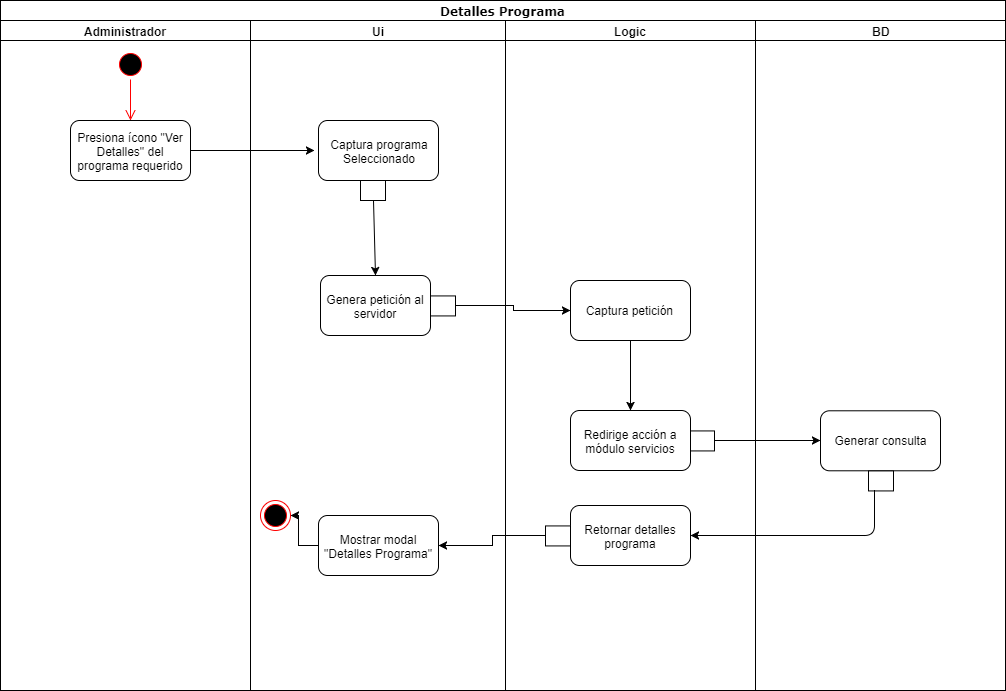 Detalles Programa
Administrador
Ui
Logic
BD
Presiona ícono "Ver
Detalles" del
programa requerido
Captura programa
Seleccionado
Genera petición al
servidor
Captura petición
Redirige acción a
módulo servicios
Generar consulta
Retornar detalles
programa
Mostrar modal
"Detalles Programa"